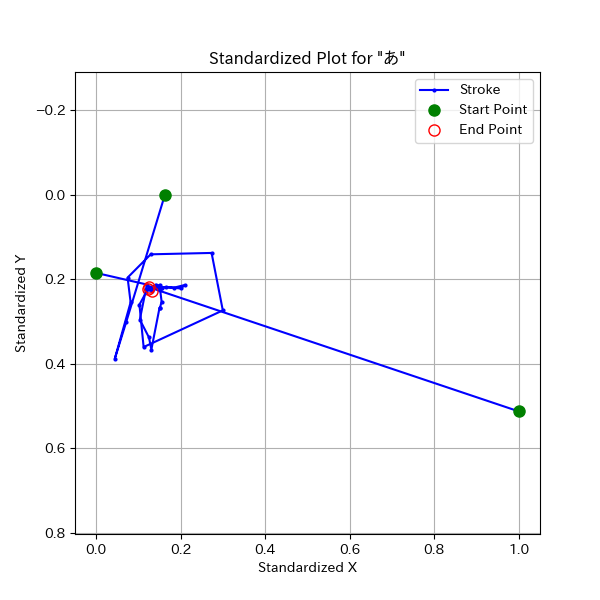 Standardized Plot for "あ"
Stroke
Start Point
End Point
−0.2
0.0
0.2
0.4
0.6
0.8
Standardized Y
0.0 0.2 0.4 0.6 0.8 1.0
Standardized X